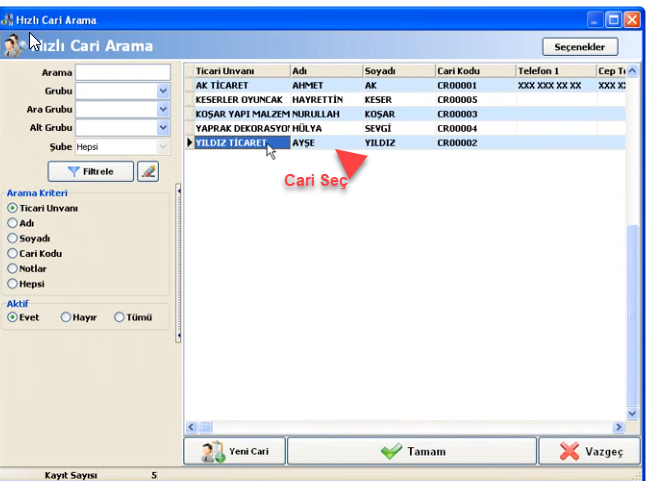 Hızlı Cari Arama
Hızlı Cari Arama
Seçenekler
Arama
Grubu
Ara Grubu
Alt Grubu
Şube Hepsi
Filtrele
Arama Kriteri
Ticari Unvanı
Adı
Soyadı
Cari Kodu
Notlar
Hepsi
Aktif
Evet Hayır Tümü
Ticari Unvanı Adı Soyadı Cari Kodu Telefon 1 Cep Te
AK TİCARET AHMET AK CR00001 XXX XXX XX XX XXX X
KESERLER OYUNCAK HAYRETTİN KESER CR00005
KOŞAR YAPI MALZEM NURULLAH KOŞAR CR00003
YAPRAK DEKORASYO HÜLYA SEVGİ CR00004
YILDIZ TİCARET AYŞE YILDIZ CR00002
Cari Seç
Yeni Cari Tamam Vazgeç
Kayıt Sayısı 5